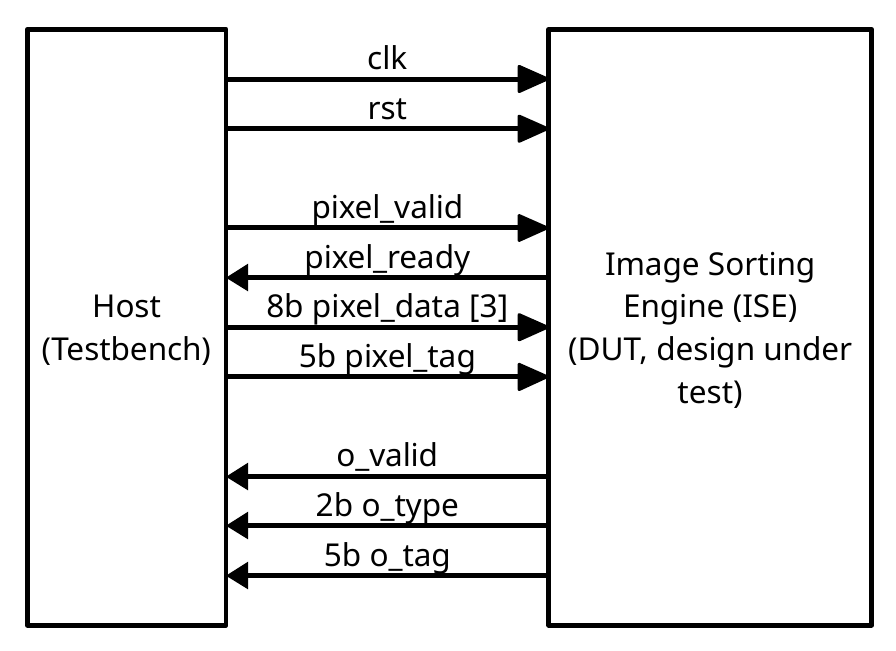 clk
rst
pixel_valid
pixel_ready
8b pixel_data [3]
5b pixel_tag
o_valid
2b o_type
5b o_tag
Host
(Testbench)
Image Sorting
Engine (ISE)
(DUT, design under
test)